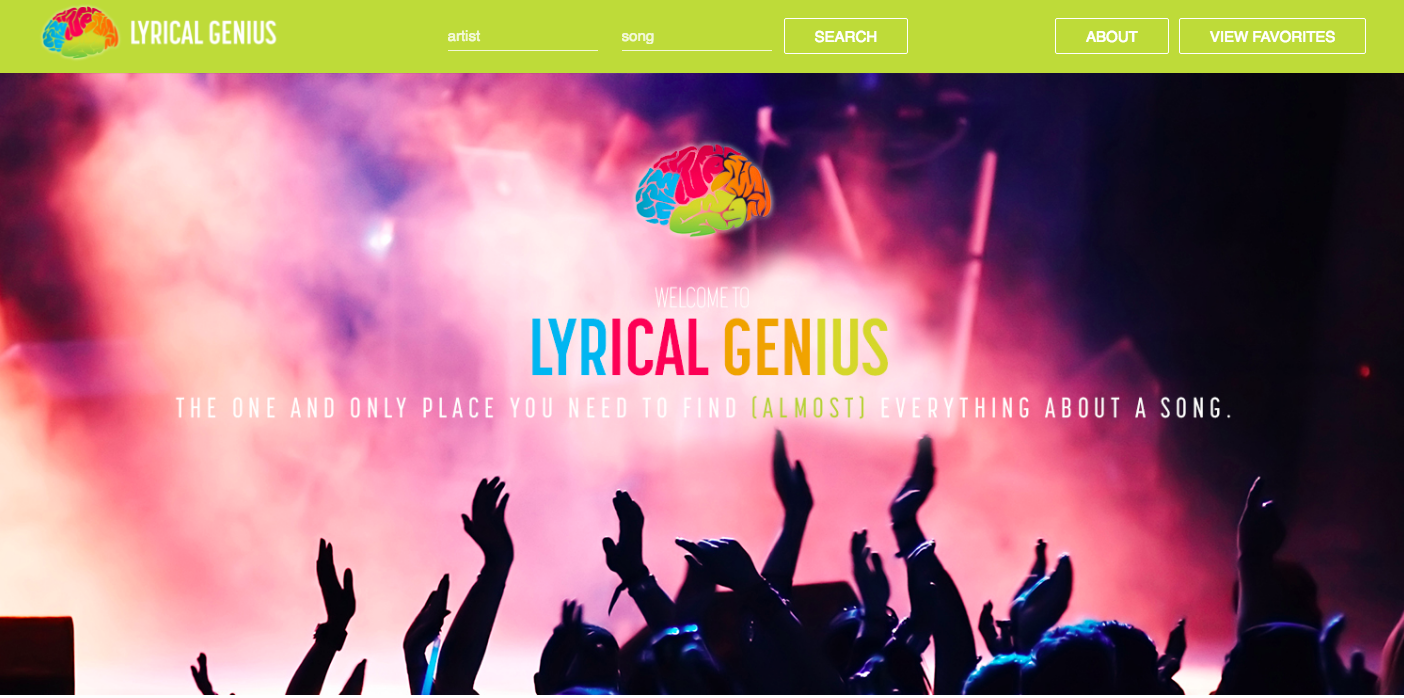 LYRICAL GENIUS
artist
song
SEARCH
ABOUT
VIEW FAVORITES
WELCOME TO
LYRICAL GENIUS
THE ONE AND ONLY PLACE YOU NEED TO FIND (ALMOST) EVERYTHING ABOUT A SONG.